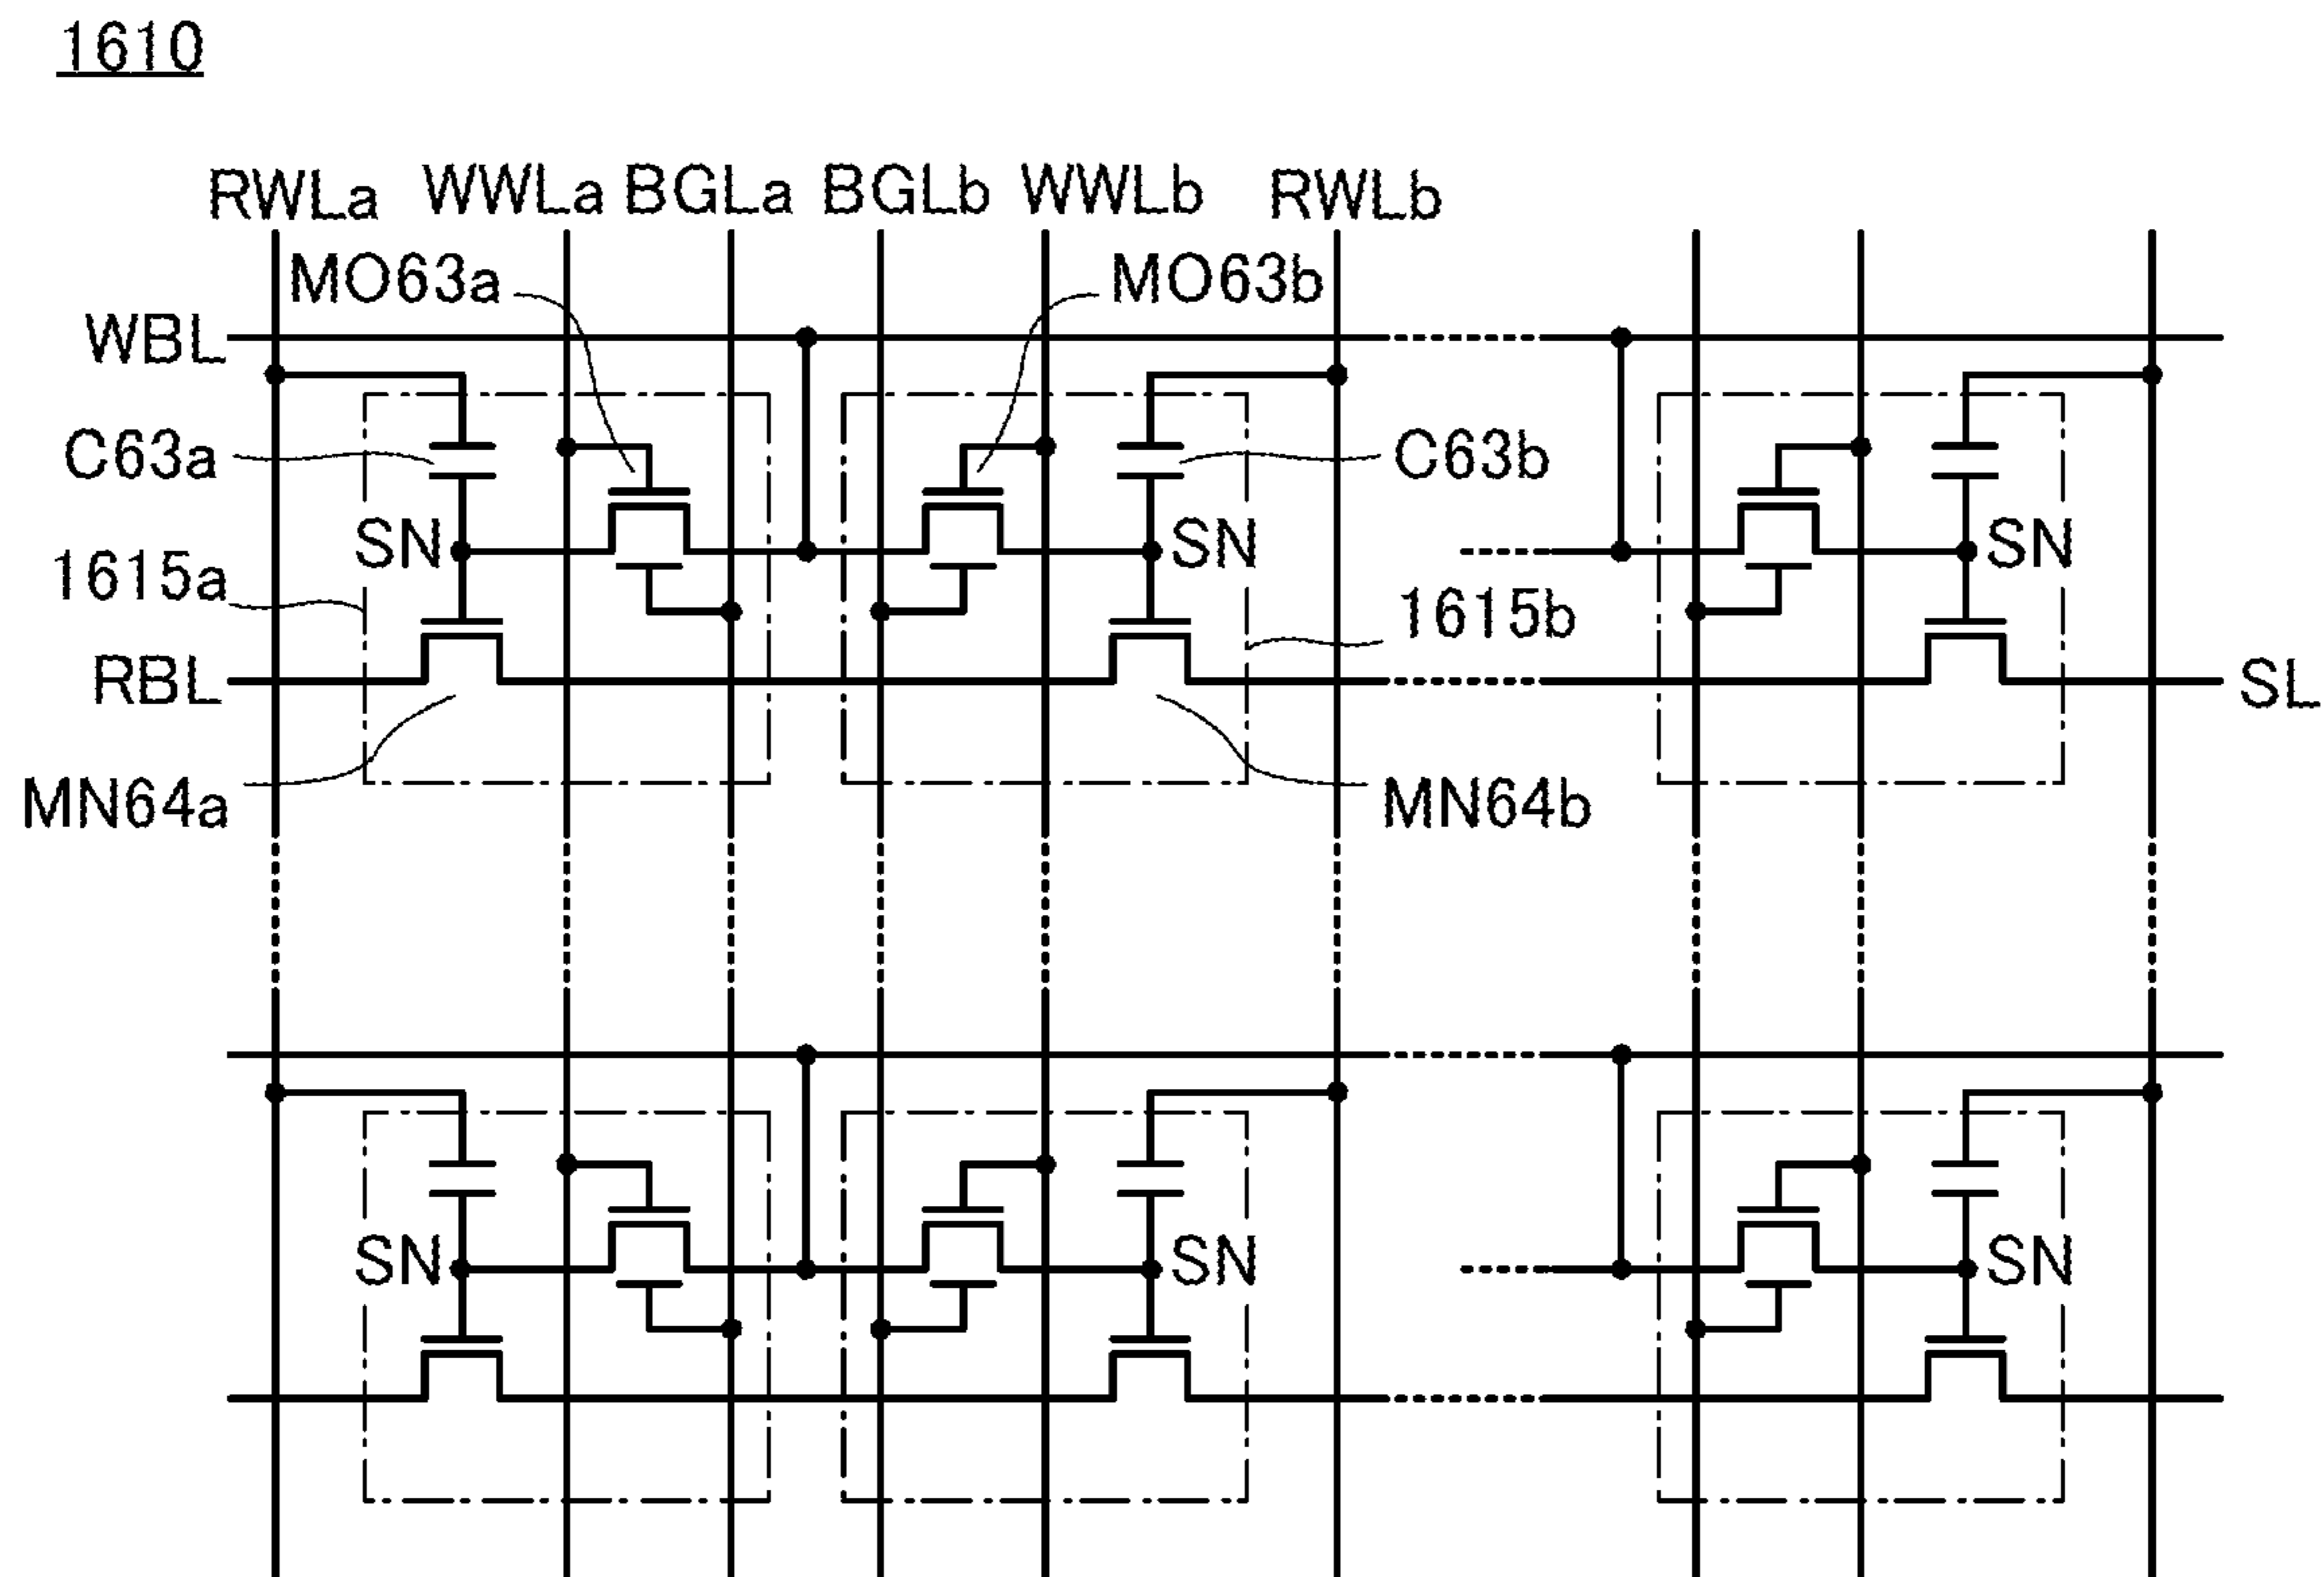 1610
RWLa WWLa BGLa BGLb WWLb RWLb
MO63a MO63b
WBL
C63a C63b
SN SN SN
1615a 1615b
RBL SL
MN64a MN64b
SN SN SN